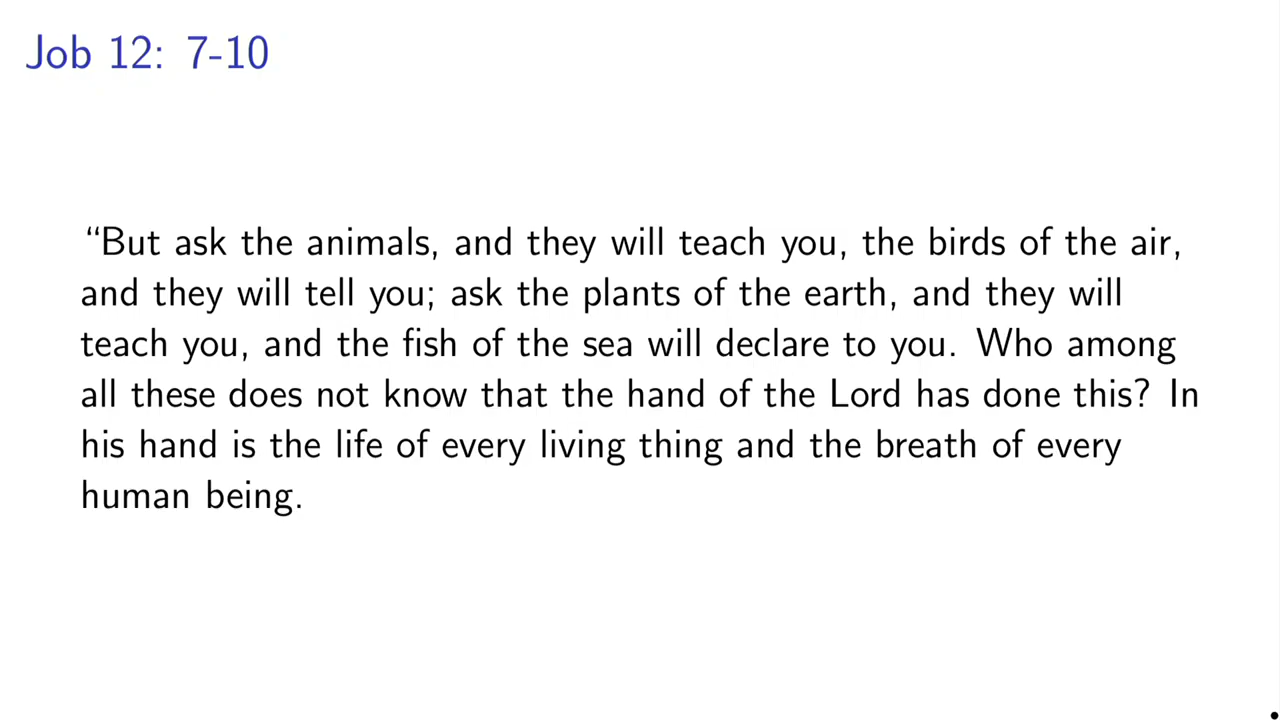 Job 12: 7-10
“But ask the animals, and they will teach you, the birds of the air,
and they will tell you; ask the plants of the earth, and they will
teach you, and the fish of the sea will declare to you. Who among
all these does not know that the hand of the Lord has done this? In
his hand is the life of every living thing and the breath of every
human being.